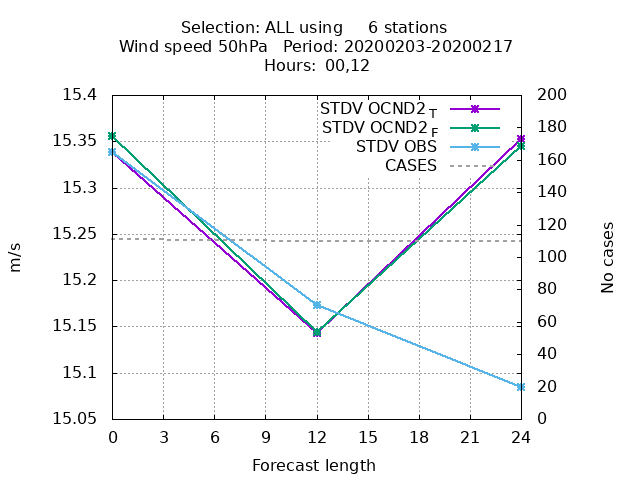 Selection: ALL using     6 stations
Wind speed 50hPa   Period: 20200203-20200217
Hours: 00,12
15.4
15.35
15.3
15.25
15.2
15.15
15.1
15.05
m/s
STDV OCND2 T
STDV OCND2 F
STDV OBS
CASES
200
180
160
140
120
100
80
60
40
20
0
No cases
0 3 6 9 12 15 18 21 24
Forecast length